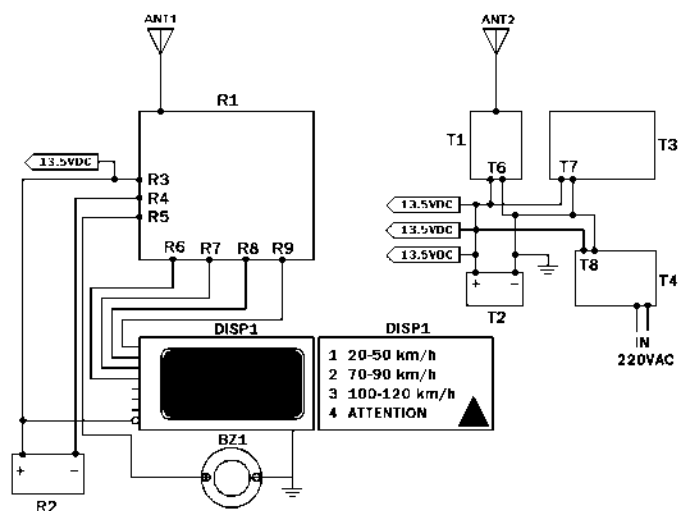 ANT1
ANT2
R1
T1
T3
T6
T7
13.5VDC
R3
R4
R5
13.5VDC
13.5VDC
13.5VDC
R6 R7 R8 R9
T8
T4
+ -
T2
IN
220VAC
DISP1
DISP1
1 20-50 km/h
2 70-90 km/h
3 100-120 km/h
4 ATTENTION
BZ1
+ -
R2